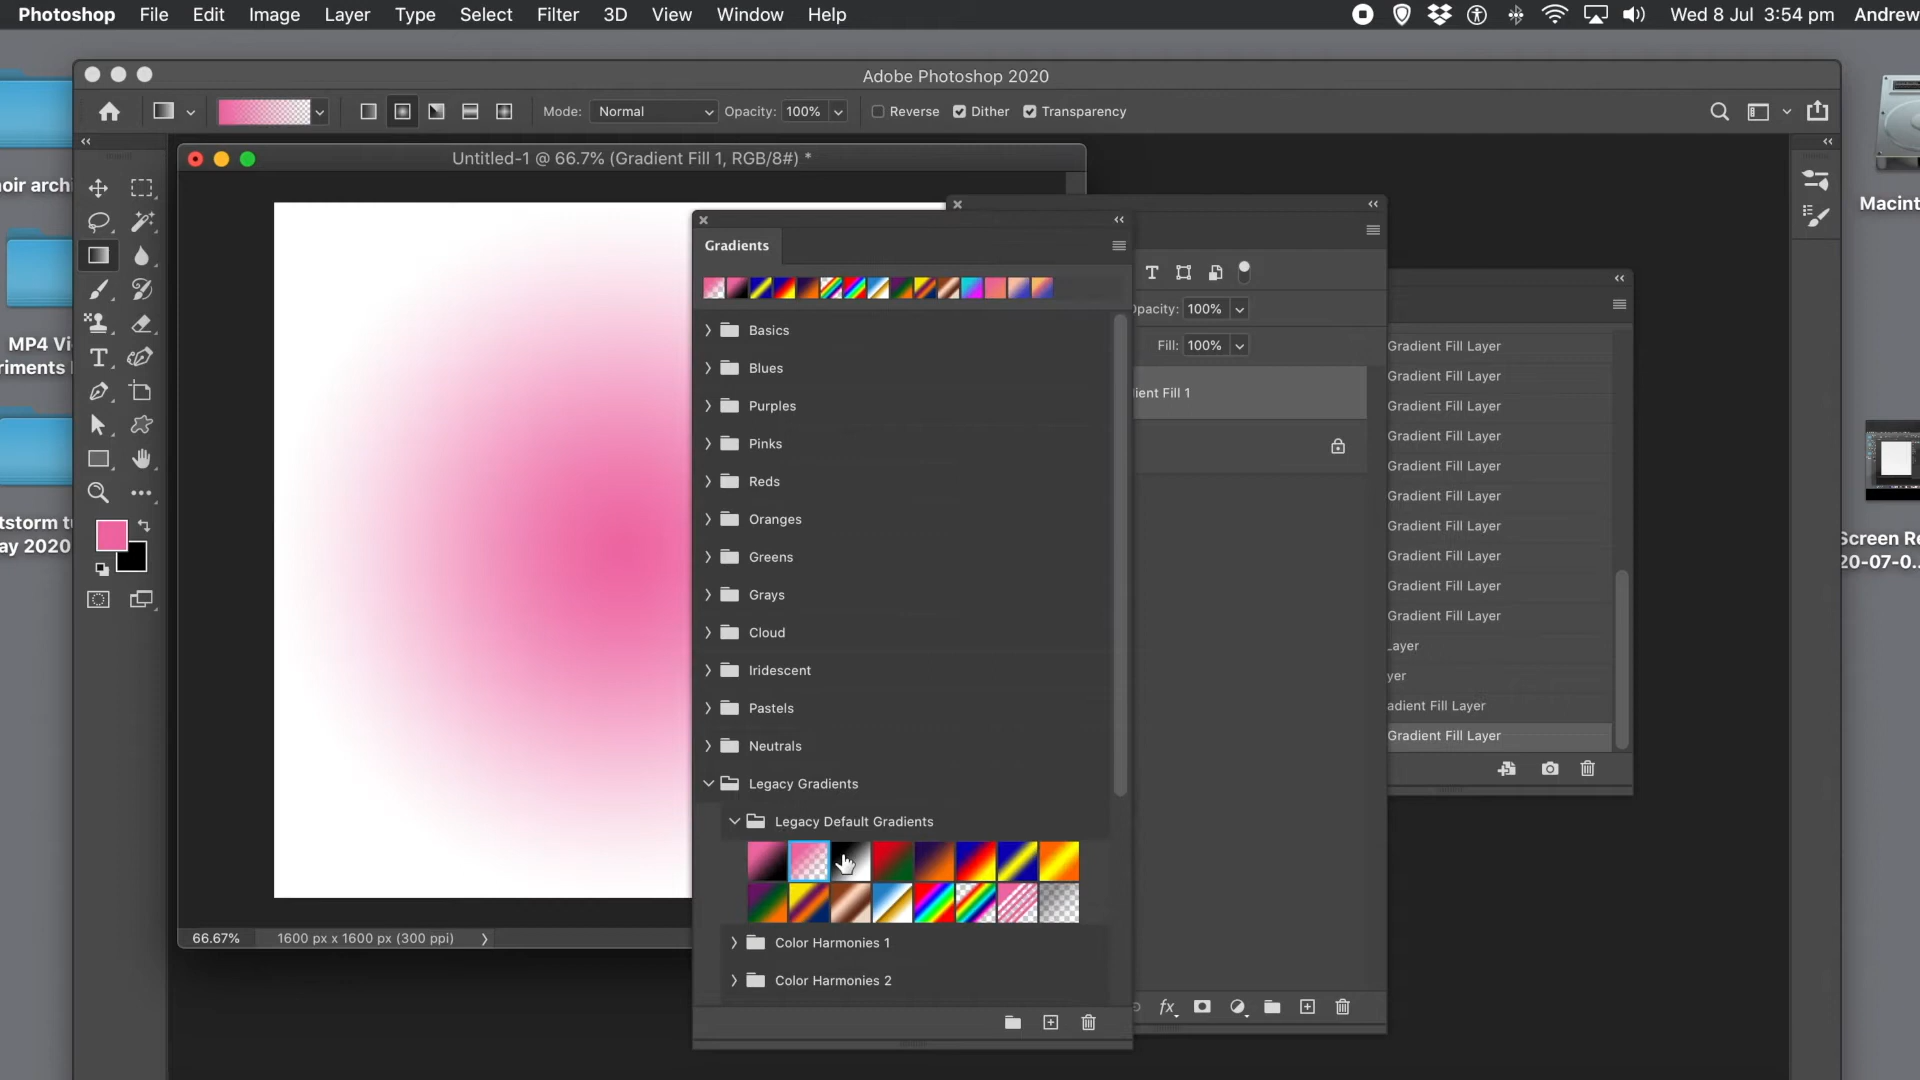 Photoshop File Edit Image Layer Type Select Filter 3D View Window Help Wed 8 Jul 3:54 pm Andrew
Adobe Photoshop 2020
Mode: Normal Opacity: 100% Reverse Dither Transparency
Untitled-1 @ 66.7% (Gradient Fill 1, RGB/8#) *
oir archi
Macint
Gradients
Opacity: 100%
Fill: 100%
ient Fill 1
Basics
Blues
Purples
Pinks
Reds
Oranges
Greens
Grays
Cloud
Iridescent
Pastels
Neutrals
Legacy Gradients
Legacy Default Gradients
Color Harmonies 1
Color Harmonies 2
Gradient Fill Layer
Gradient Fill Layer
Gradient Fill Layer
Gradient Fill Layer
Gradient Fill Layer
Gradient Fill Layer
Gradient Fill Layer
Gradient Fill Layer
Gradient Fill Layer
Gradient Fill Layer
Layer
yer
adient Fill Layer
Gradient Fill Layer
fx
MP4 Vi
riments
T
T
tstorm tu
ay 2020
Screen Re
20-07-0...
66.67% 1600 px x 1600 px (300 ppi)